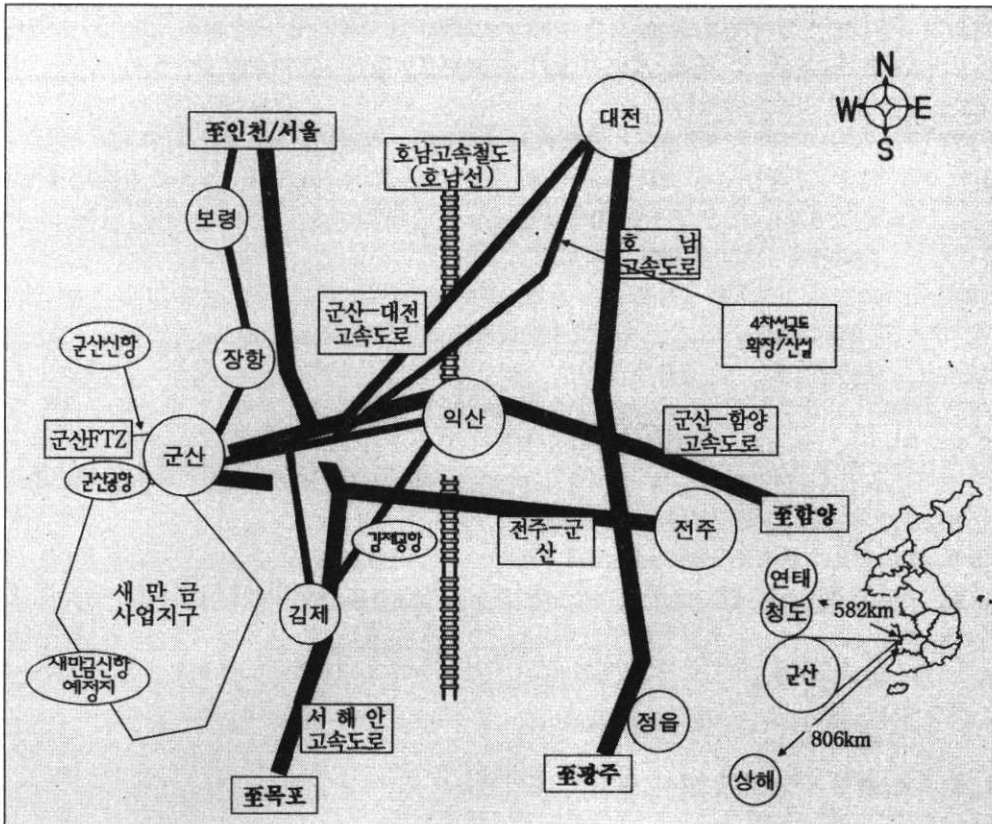 N
W E
S
대전
至인천/서울
호남고속철도
(호남선)
보령
호 남
고속도로
군산-대전
고속도로
4차선국도
확장/신설
군산신항
장항
익산
군산-함양
고속도로
군산FTZ
군산
군산공항
至함양
전주-군
산
전주
김제공항
연태
청도
582km
새 만 금
사업지구
김제
군산
새만금신항
예정지
서 해 안
고속도로
정읍
806km
至목포
至광주
상해